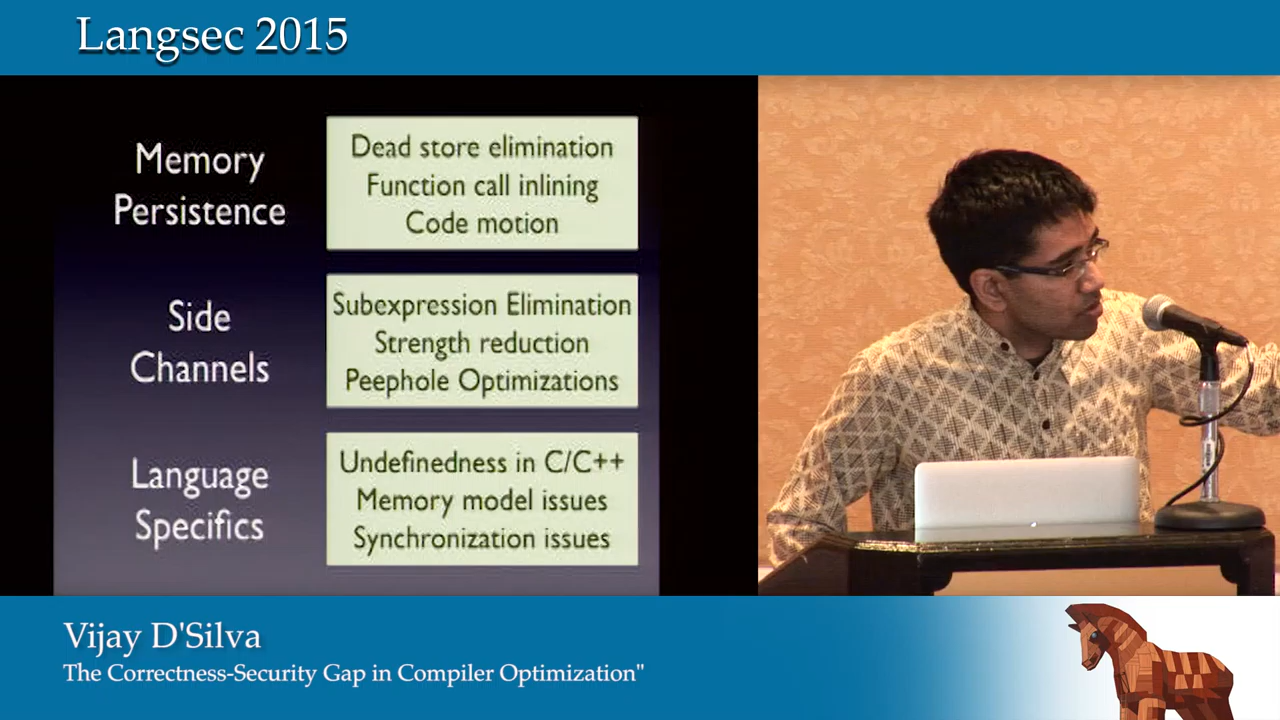 Langsec 2015
Memory
Persistence
Dead store elimination
Function call inlining
Code motion
Side
Channels
Subexpression Elimination
Strength reduction
Peephole Optimizations
Language
Specifics
Undefinedness in C/C++
Memory model issues
Synchronization issues
Vijay D'Silva
The Correctness-Security Gap in Compiler Optimization"